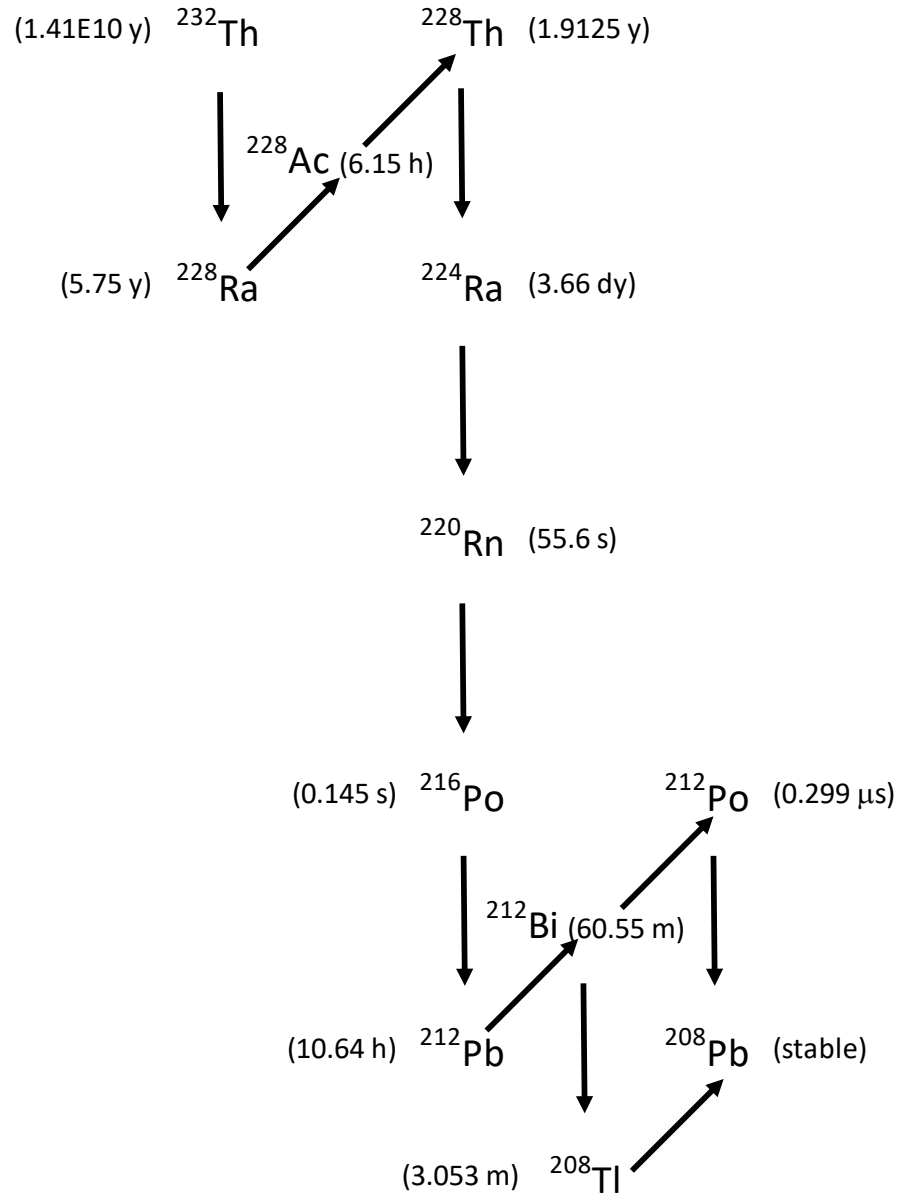 (1.41E10 y) ²³²Th ²²⁸Th (1.9125 y)
²²⁸Ac (6.15 h)
(5.75 y) ²²⁸Ra ²²⁴Ra (3.66 dy)
²²⁰Rn (55.6 s)
(0.145 s) ²¹⁶Po ²¹²Po (0.299 μs)
²¹²Bi (60.55 m)
(10.64 h) ²¹²Pb ²⁰⁸Pb (stable)
(3.053 m) ²⁰⁸Tl